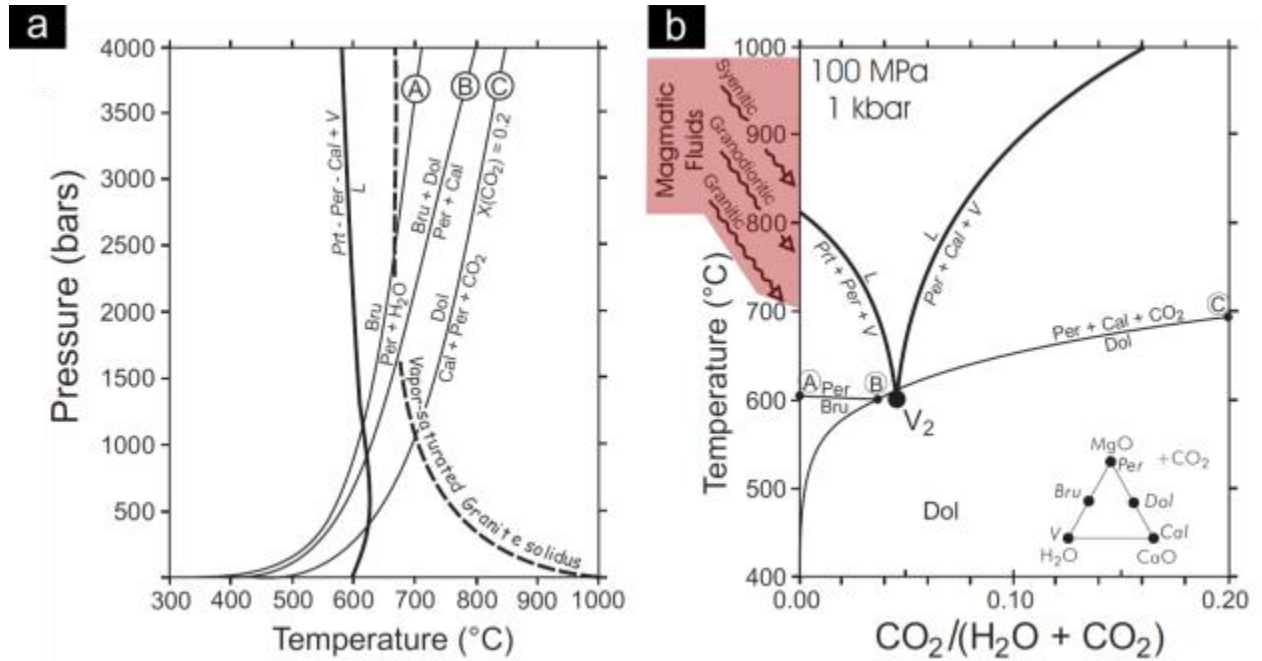 a
4000
3500
3000
2500
2000
1500
1000
500
300 400 500 600 700 800 900 1000
Pressure (bars)
Temperature (°C)
Prt - Per - Cal + V
L
A
B
C
Bru
Per + H2O
Bru + Dol
Per + Cal
X(CO2) = 0.2
Dol
Cal + Per + CO2
Vapor-saturated Granite solidus
b
1000
900
800
700
600
500
400
0.00 0.10 0.20
Temperature (°C)
CO2/(H2O + CO2)
100 MPa
1 kbar
Magmatic
Fluids
Syenitic
Granodioritic
Granitic
L
Prt + Per + V
L
Per + Cal + V
Per + Cal + CO2
Dol
C
A
Per
Bru
B
V2
Dol
MgO
Per
+CO2
Bru
Dol
V
Cal
H2O
CaO